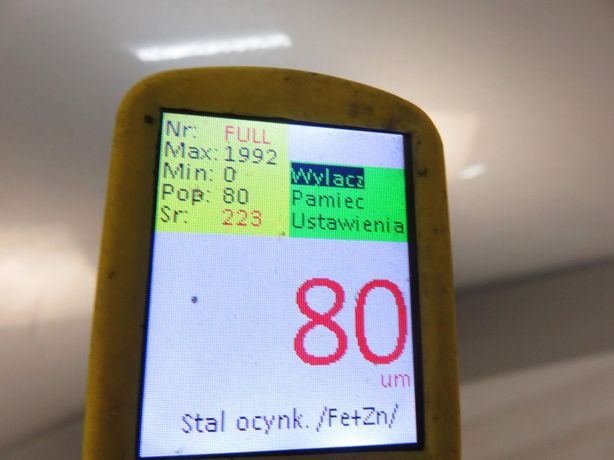 Nr: FULL
Max: 1992
Min: 0
Pop: 80
Sr: 223
Wylacz
Pamiec
Ustawienia
80
um
Stal ocynk. /Fe+Zn/